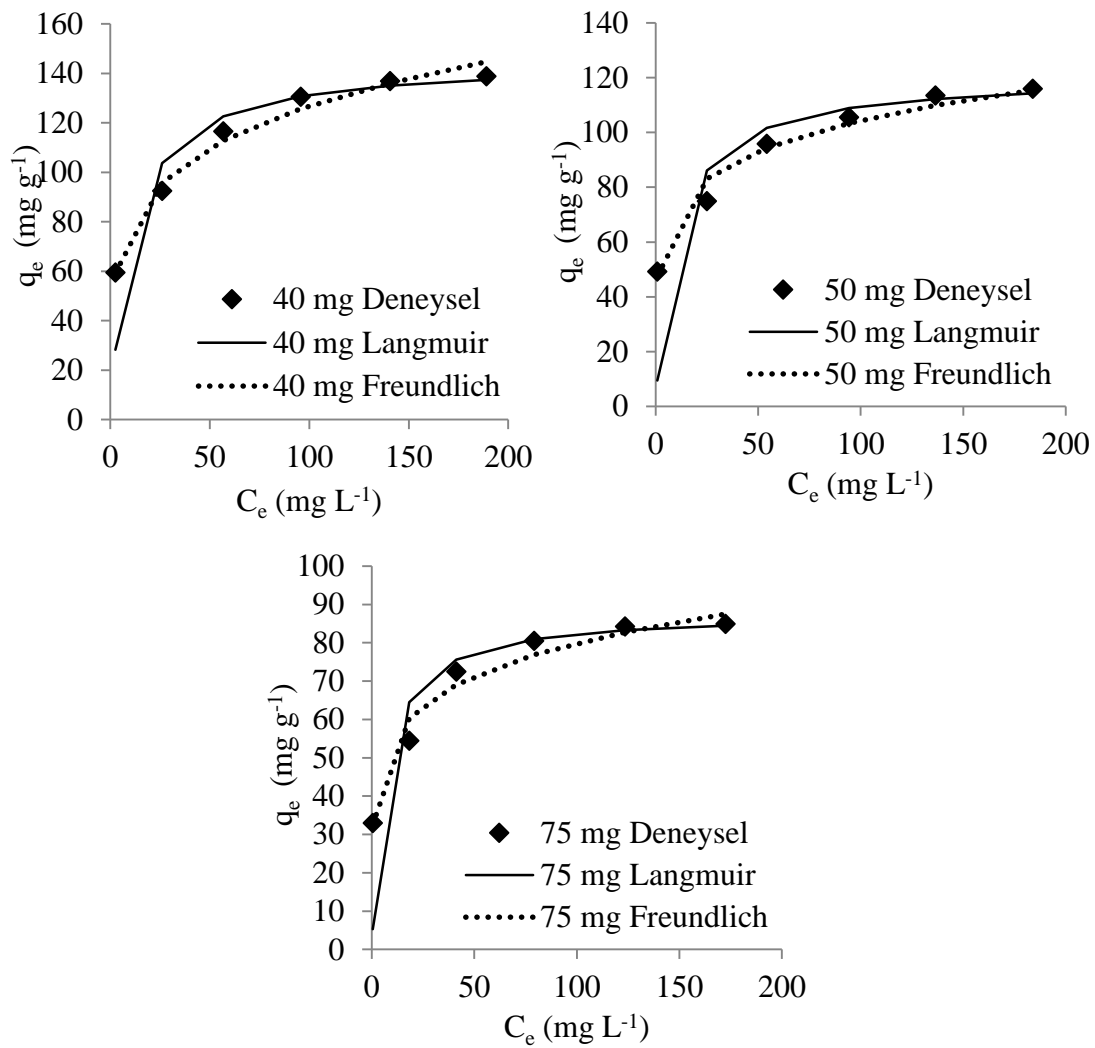 160
140
120
100
80
60
40
20
0
qe (mg g-1)
40 mg Deneysel
40 mg Langmuir
40 mg Freundlich
0 50 100 150 200
Ce (mg L-1)
140
120
100
80
60
40
20
0
qe (mg g-1)
50 mg Deneysel
50 mg Langmuir
50 mg Freundlich
0 50 100 150 200
Ce (mg L-1)
100
90
80
70
60
50
40
30
20
10
0
qe (mg g-1)
75 mg Deneysel
75 mg Langmuir
75 mg Freundlich
0 50 100 150 200
Ce (mg L-1)